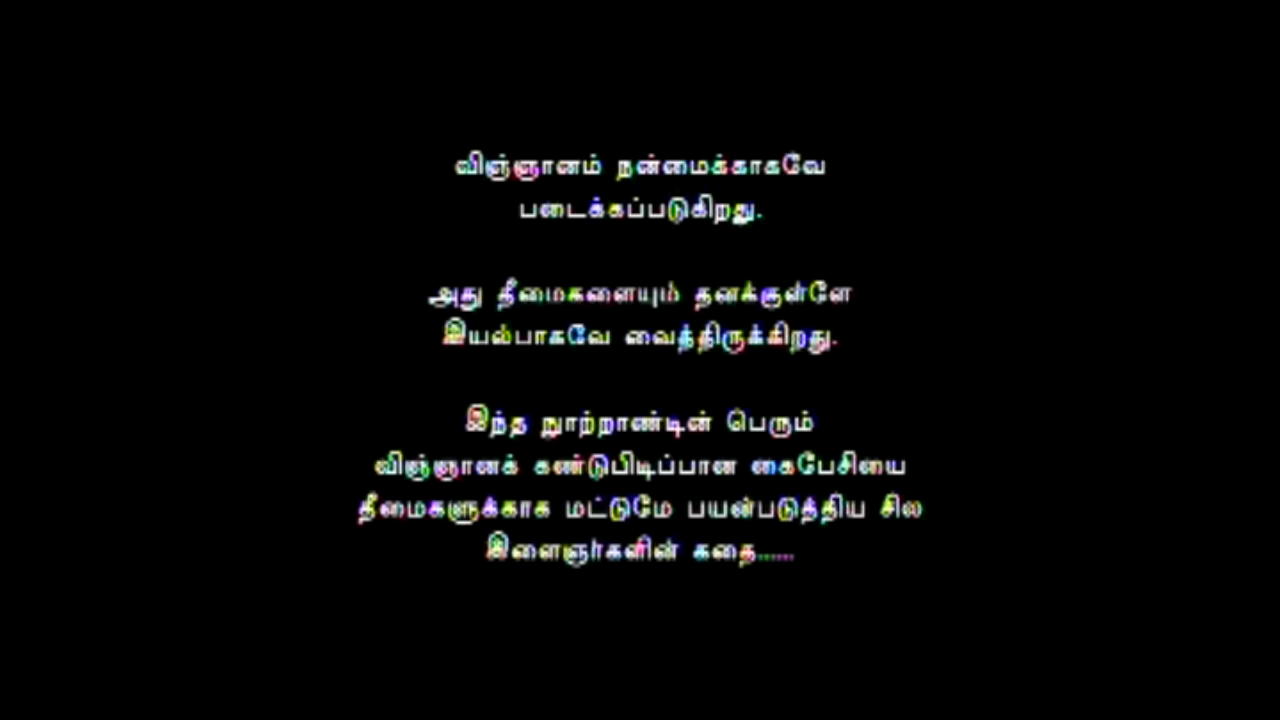 விஞ்ஞானம் நன்மைக்காகவே
படைக்கப்படுகிறது.
அது தீமைகளையும் தனக்குள்ளே
இயல்பாகவே வைத்திருக்கிறது.
இந்த நூற்றாண்டின் பெரும்
விஞ்ஞானக் கண்டுபிடிப்பான கைபேசியை
தீமைகளுக்காக மட்டுமே பயன்படுத்திய சில
இளைஞர்களின் கதை......